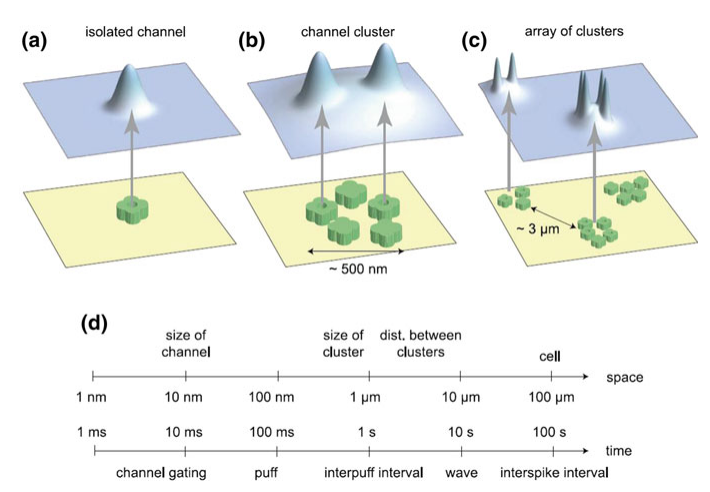 (a) isolated channel
(b) channel cluster
(c) array of clusters
~ 500 nm
~ 3 µm
(d)
size of
channel
size of
cluster
dist. between
clusters
cell
space
1 nm 10 nm 100 nm 1 µm 10 µm 100 µm
1 ms 10 ms 100 ms 1 s 10 s 100 s
time
channel gating puff interpuff interval wave interspike interval